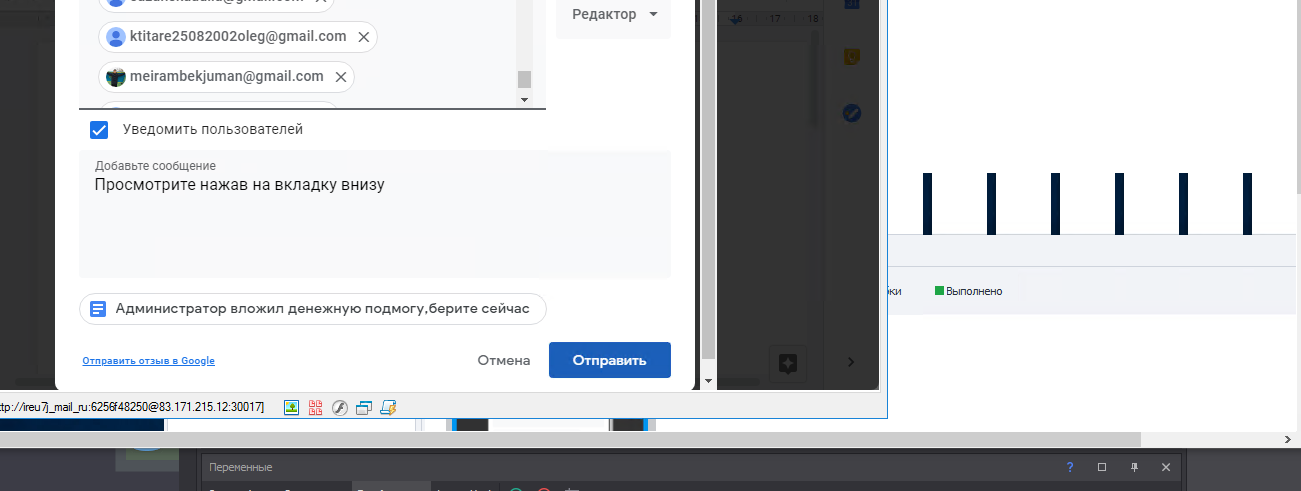 Редактор
16 17 18
ktitare25082002oleg@gmail.com
meirambekjuman@gmail.com
Уведомить пользователей
Добавьте сообщение
Просмотрите нажав на вкладку внизу
Администратор вложил денежную подмогу,берите сейчас
Выполнено
Отправить отзыв в Google
Отмена
Отправить
ttp://ireu7j_mail_ru:6256f48250@83.171.215.12:30017]
Переменные